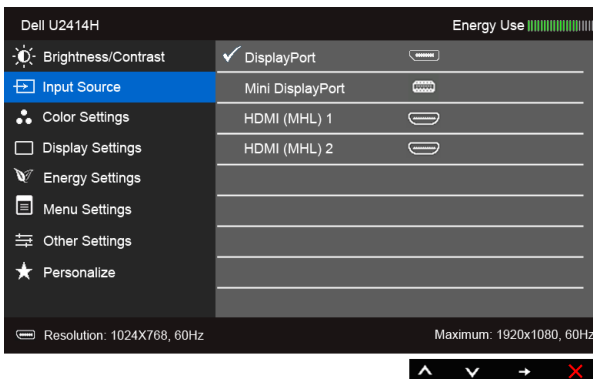 Dell U2414H Energy Use
Brightness/Contrast DisplayPort
Input Source Mini DisplayPort
Color Settings HDMI (MHL) 1
Display Settings HDMI (MHL) 2
Energy Settings
Menu Settings
Other Settings
Personalize
Resolution: 1024X768, 60Hz Maximum: 1920x1080, 60Hz